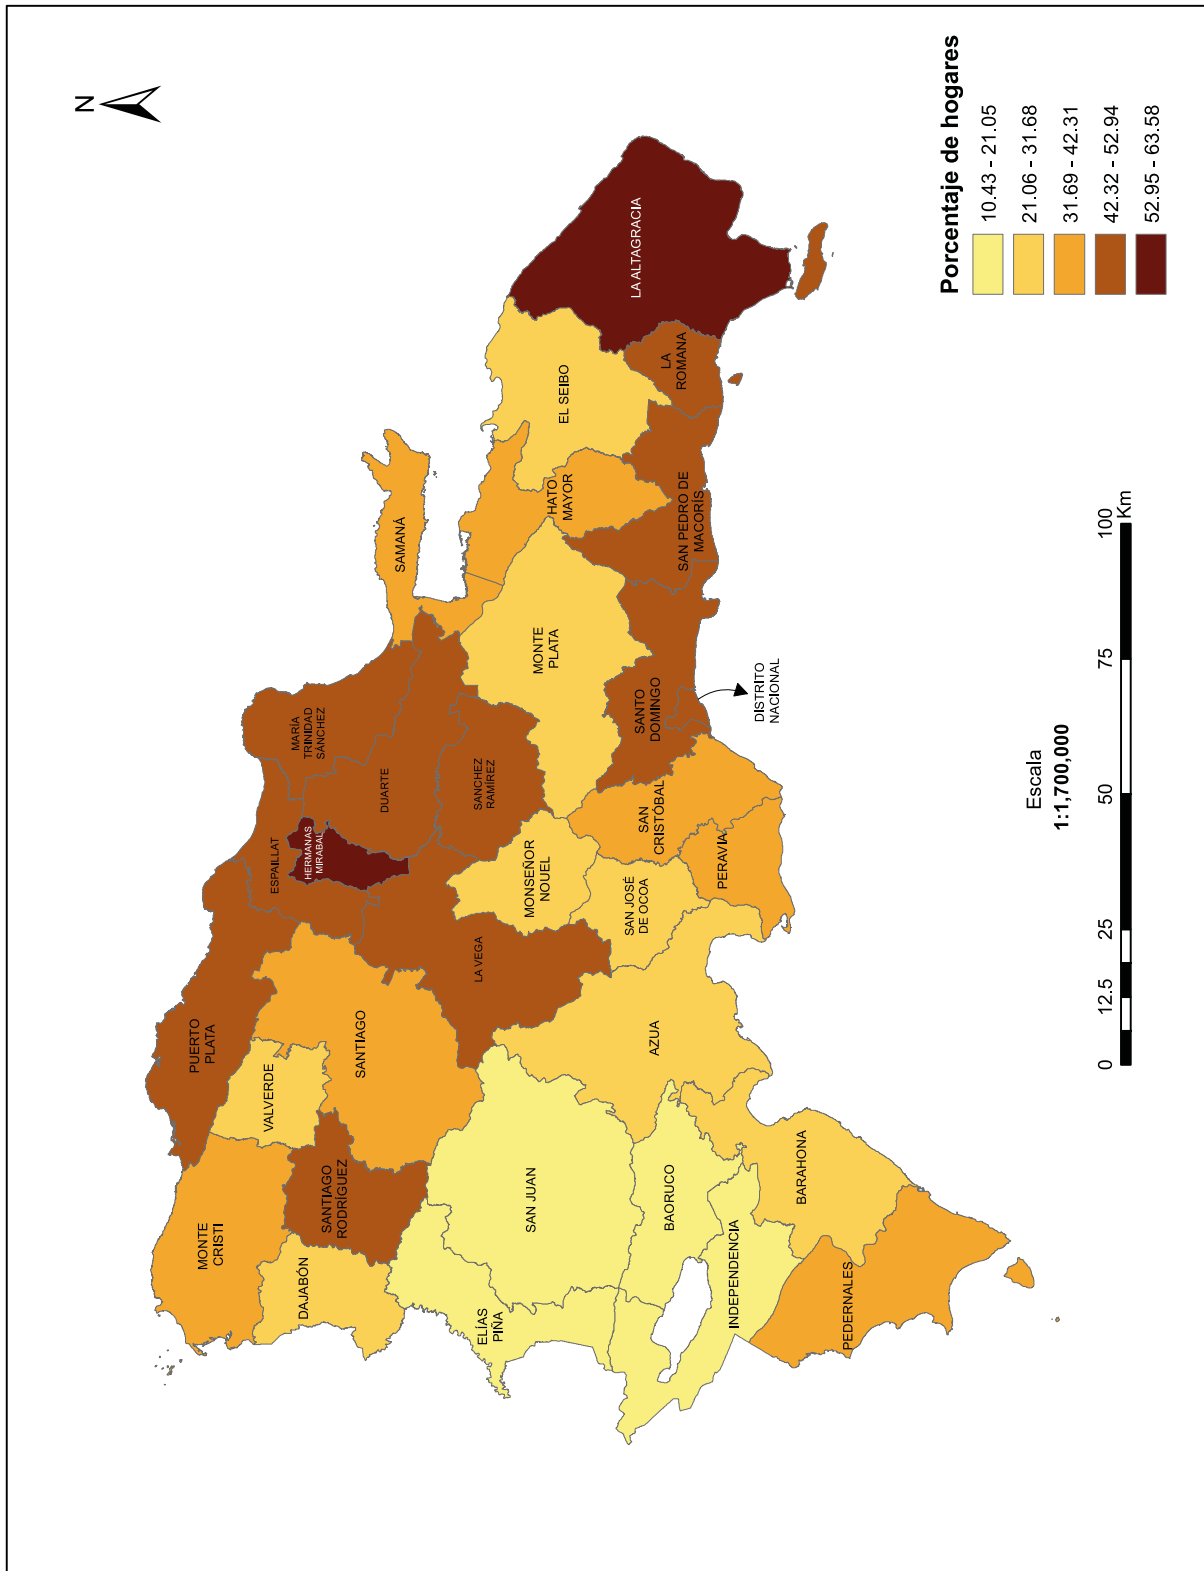 N
PUERTO
PLATA
MONTE
CRISTI
VALVERDE
DAJABÓN
SANTIAGO
RODRÍGUEZ
SANTIAGO
ESPAILLAT
HERMANAS
MIRABAL
MARÍA
TRINIDAD
SÁNCHEZ
DUARTE
SAMANÁ
LA VEGA
SANCHEZ
RAMÍREZ
MONSEÑOR
NOUEL
MONTE
PLATA
HATO
MAYOR
EL SEIBO
LA ALTAGRACIA
LA
ROMANA
SAN PEDRO DE
MACORÍS
SANTO
DOMINGO
DISTRITO
NACIONAL
SAN
CRISTÓBAL
PERAVIA
SAN JOSÉ
DE OCOA
AZUA
SAN JUAN
ELÍAS
PIÑA
BAORUCO
INDEPENDENCIA
BARAHONA
PEDERNALES
Porcentaje de hogares
10.43 - 21.05
21.06 - 31.68
31.69 - 42.31
42.32 - 52.94
52.95 - 63.58
Escala
1:1,700,000
0 12.5 25 50 75 100
Km